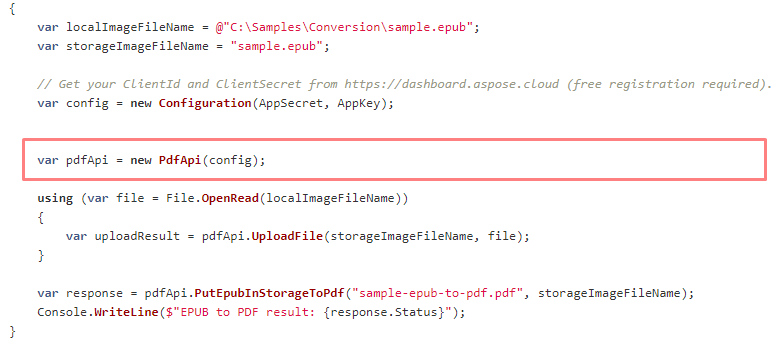 {
var localImageFileName = @"C:\Samples\Conversion\sample.epub";
var storageImageFileName = "sample.epub";
// Get your ClientId and ClientSecret from https://dashboard.aspose.cloud (free registration required).
var config = new Configuration(AppSecret, AppKey);
var pdfApi = new PdfApi(config);
using (var file = File.OpenRead(localImageFileName))
{
var uploadResult = pdfApi.UploadFile(storageImageFileName, file);
}
var response = pdfApi.PutEpubInStorageToPdf("sample-epub-to-pdf.pdf", storageImageFileName);
Console.WriteLine($"EPUB to PDF result: {response.Status}");
}